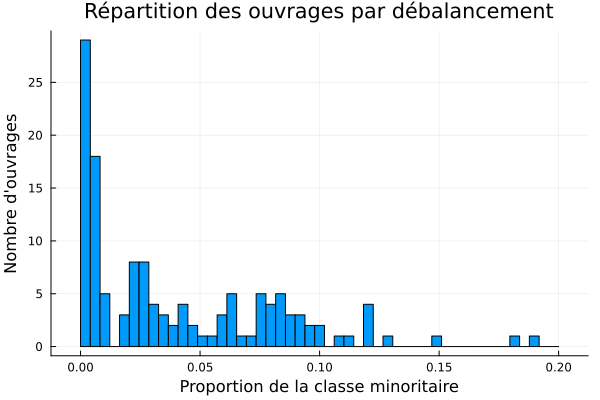 Répartition des ouvrages par débalancement
Nombre d'ouvrages
25
20
15
10
5
0
0.00 0.05 0.10 0.15 0.20
Proportion de la classe minoritaire